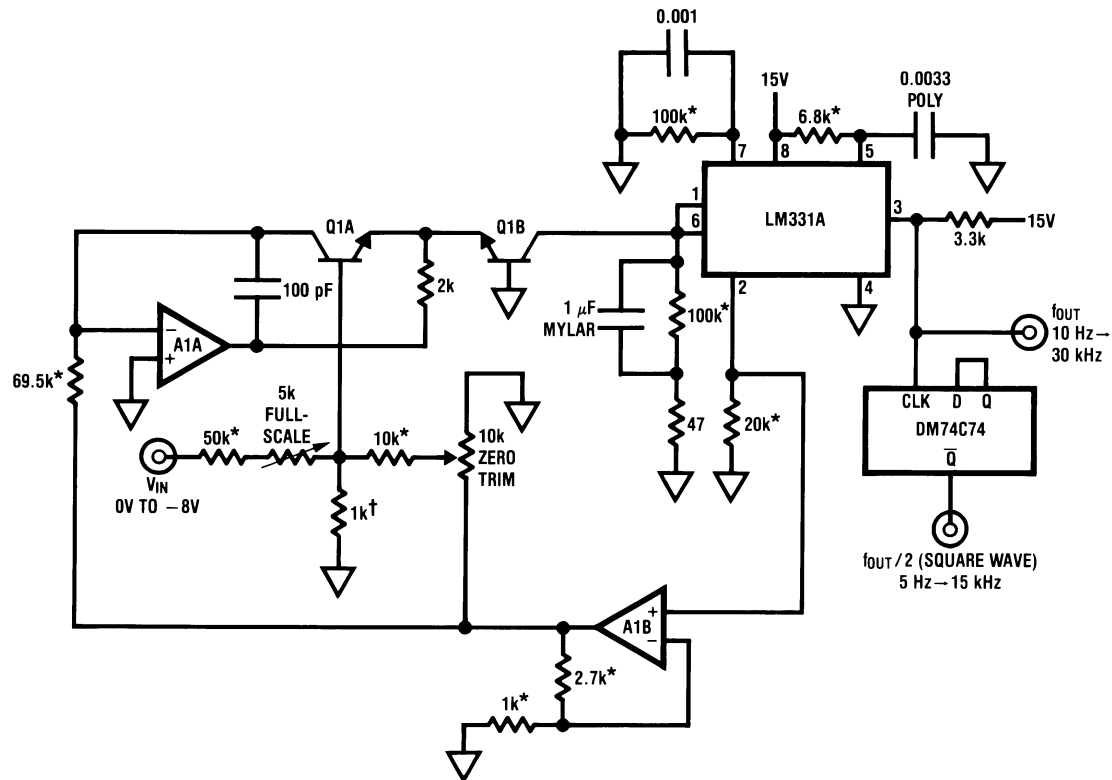 0.001
100k*
15V
6.8k*
0.0033
POLY
7
8
5
1
6
LM331A
3
3.3k
15V
2
4
Q1A
Q1B
100 pF
2k
1 µF
MYLAR
100k*
fOUT
10 Hz→
30 kHz
−
A1A
+
69.5k*
5k
FULL-
SCALE
10k
ZERO
TRIM
47
20k*
CLK D Q
DM74C74
Q̅
50k*
10k*
VIN
0V TO −8V
1k†
fOUT/2 (SQUARE WAVE)
5 Hz→15 kHz
+
A1B
−
2.7k*
1k*